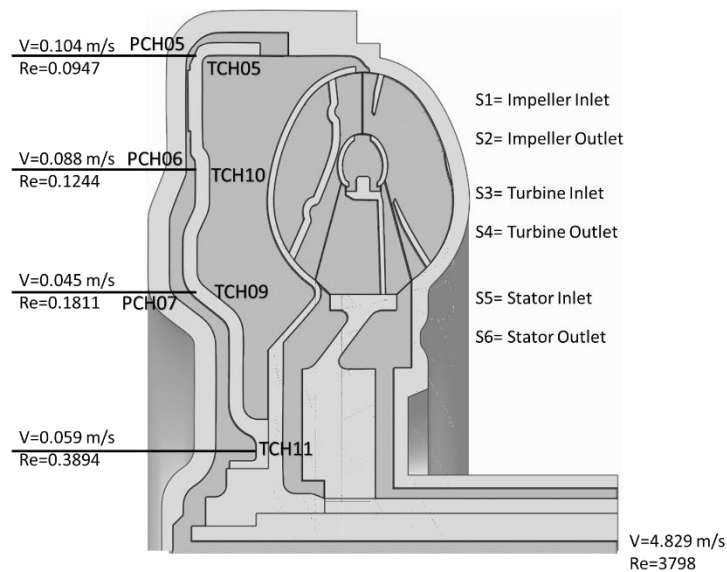 V=0.104 m/s PCH05
Re=0.0947 TCH05
S1= Impeller Inlet
S2= Impeller Outlet
V=0.088 m/s PCH06
Re=0.1244 TCH10
S3= Turbine Inlet
S4= Turbine Outlet
V=0.045 m/s TCH09
Re=0.1811 PCH07
S5= Stator Inlet
S6= Stator Outlet
V=0.059 m/s TCH11
Re=0.3894
V=4.829 m/s
Re=3798